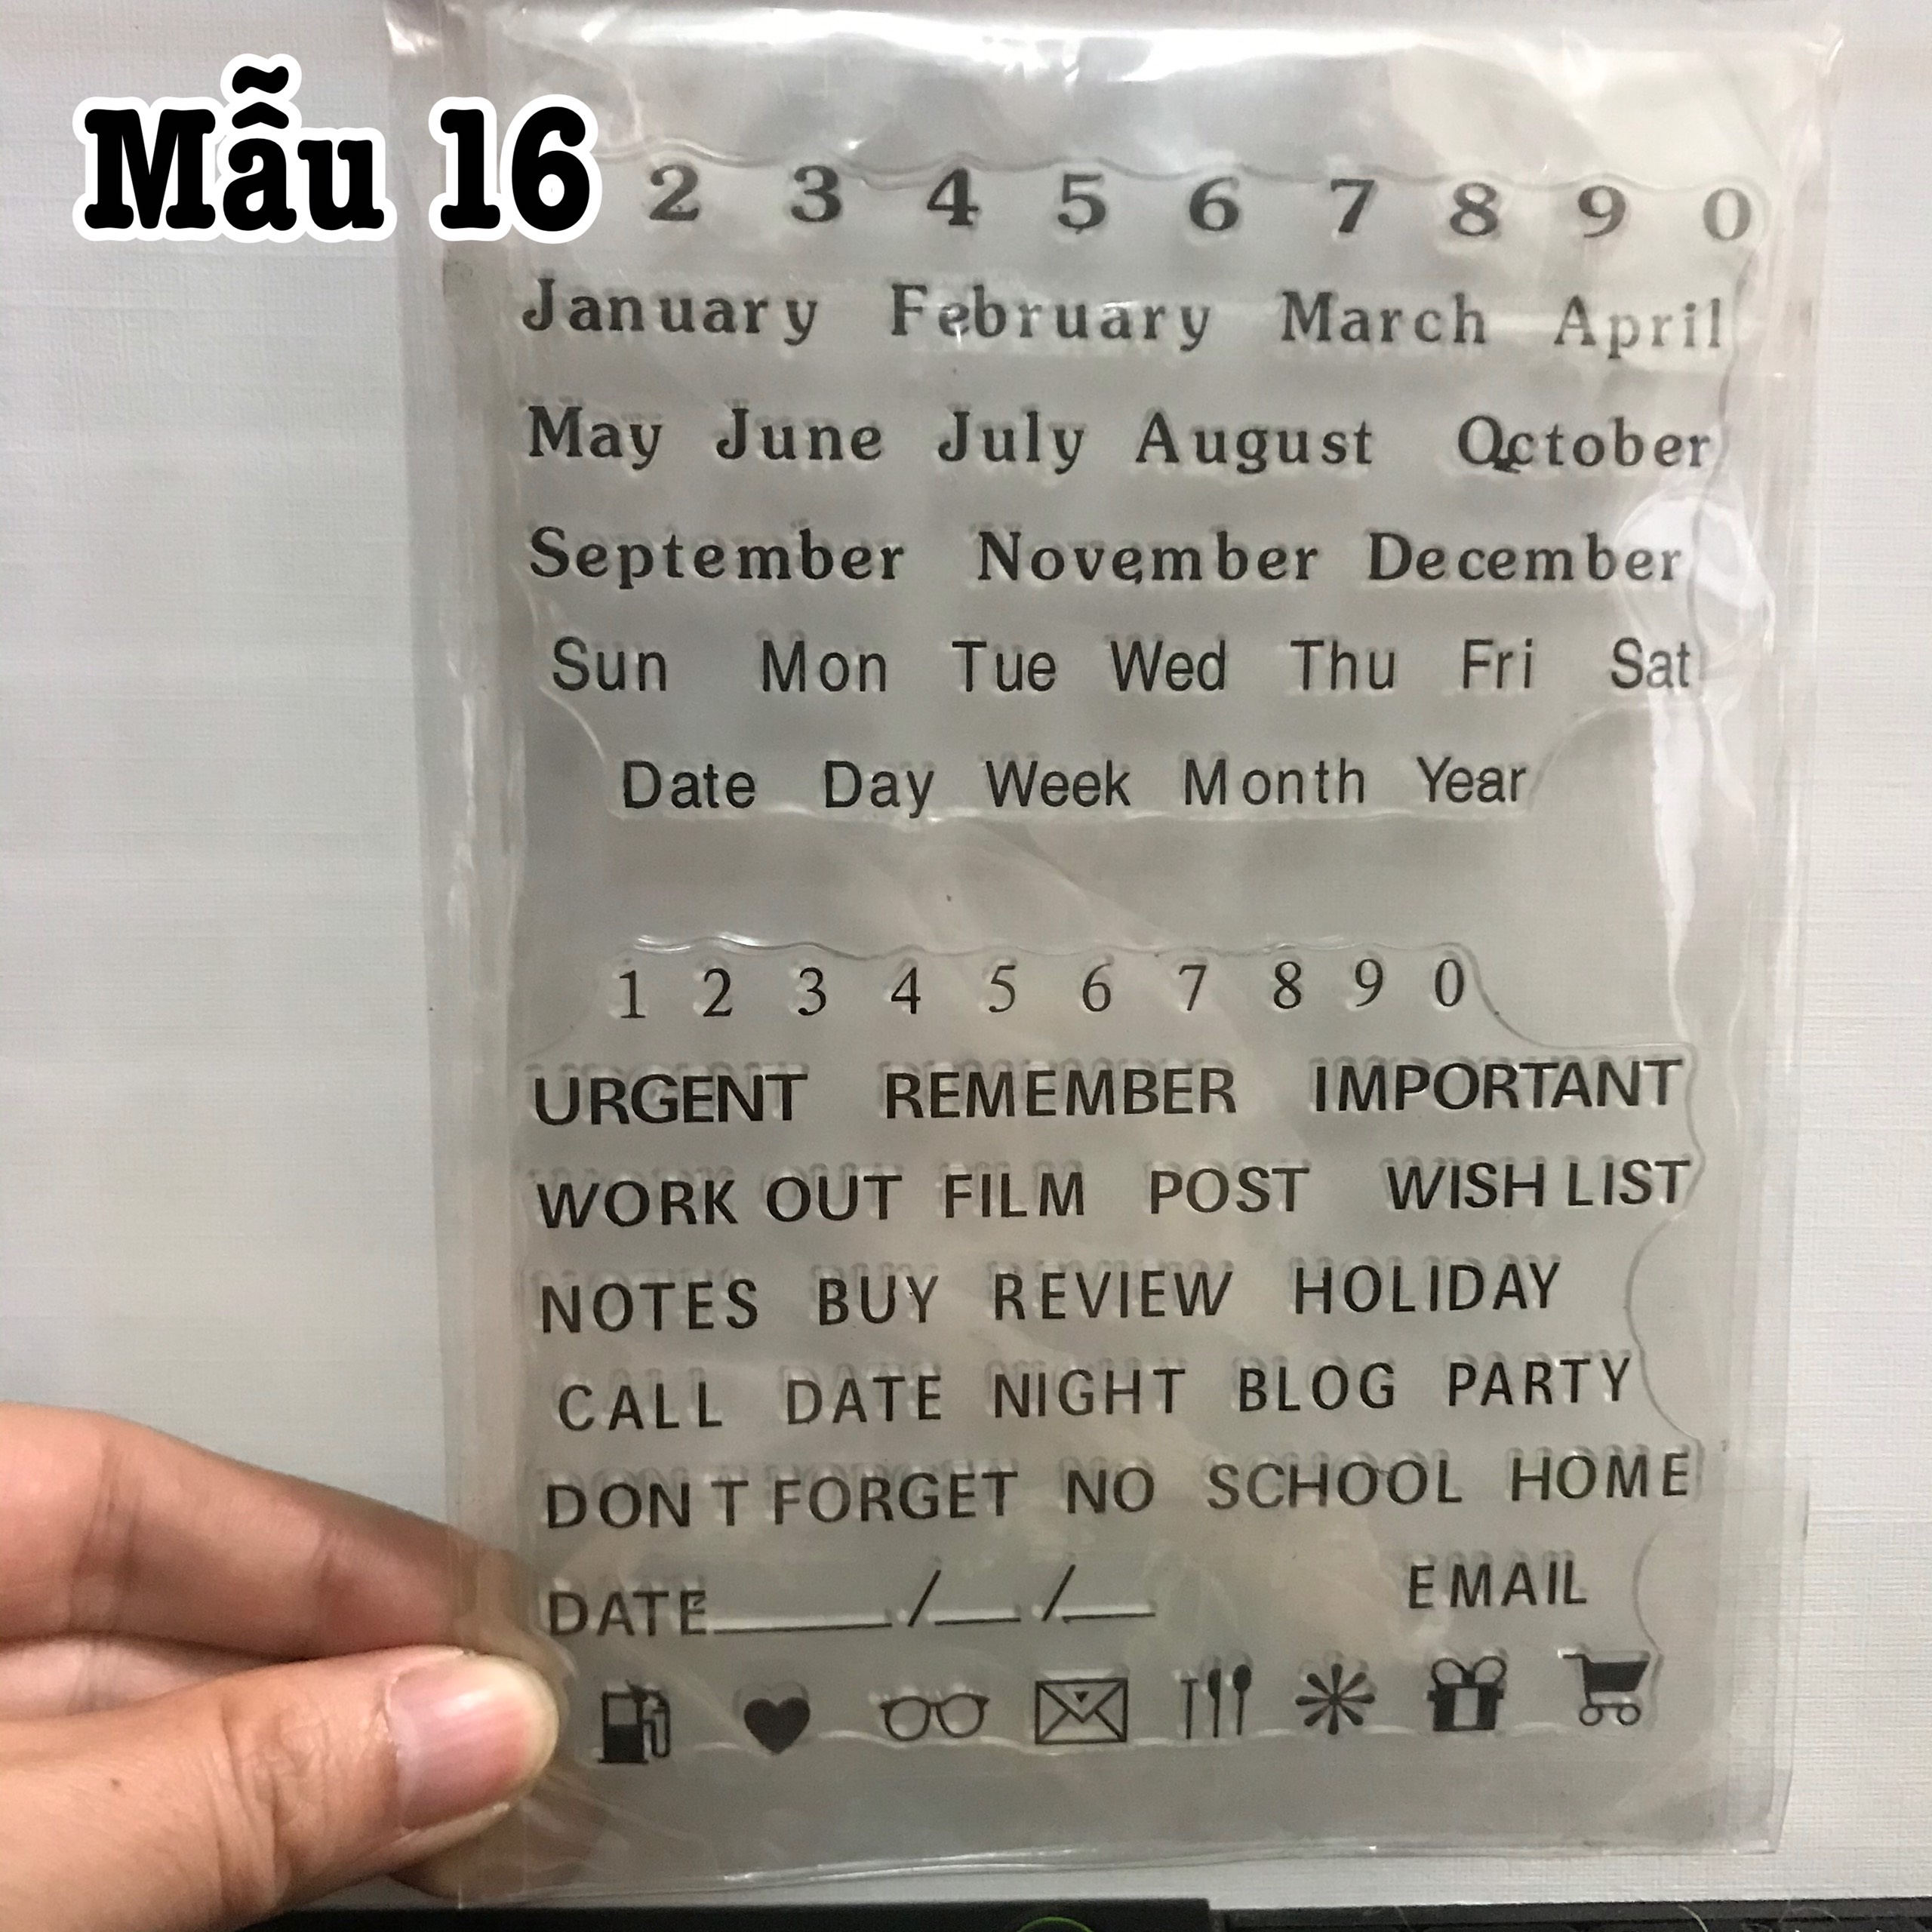 Mẫu 16
2 3 4 5 6 7 8 9 0
January February March April
May June July August October
September November December
Sun Mon Tue Wed Thu Fri Sat
Date Day Week Month Year
1 2 3 4 5 6 7 8 9 0
URGENT REMEMBER IMPORTANT
WORK OUT FILM POST WISH LIST
NOTES BUY REVIEW HOLIDAY
CALL DATE NIGHT BLOG PARTY
DON T FORGET NO SCHOOL HOME
DATE_____/__/__ EMAIL